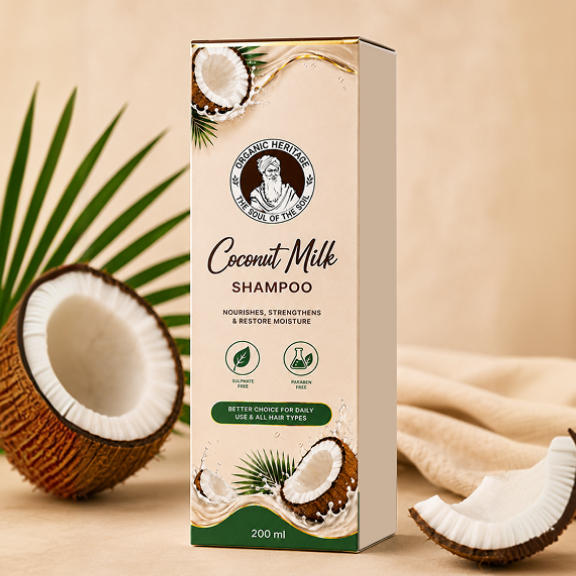 ORGANIC HERITAGE
THE SOUL OF THE SOIL
Coconut Milk
SHAMPOO
NOURISHES, STRENGTHENS
& RESTORE MOISTURE
SULPHATE
FREE
PARABEN
FREE
BETTER CHOICE FOR DAILY
USE & ALL HAIR TYPES
200 ml